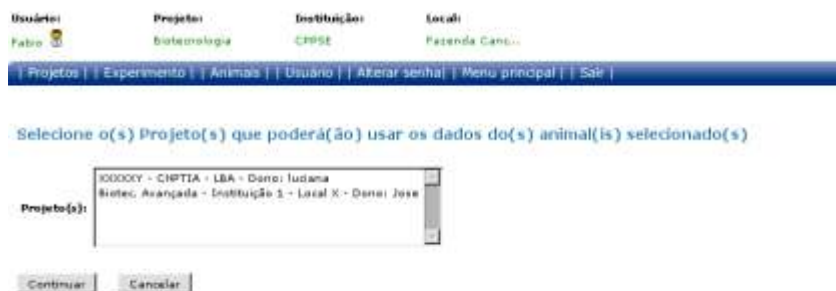 Usuário: Projeto: Instituição: Local:
Fabio Biotecnologia CPPSE Fazenda Canc...
| Projetos | | Experimento | | Animais | | Usuário | | Alterar senha| | Menu principal | | Sair |
Selecione o(s) Projeto(s) que poderá(ão) usar os dados do(s) animal(is) selecionado(s)
Projeto(s):
XXXXXY - CNPTIA - LBA - Dono: luciana
Biotec. Avançada - Instituição 1 - Local X - Dono: Jose
Continuar Cancelar